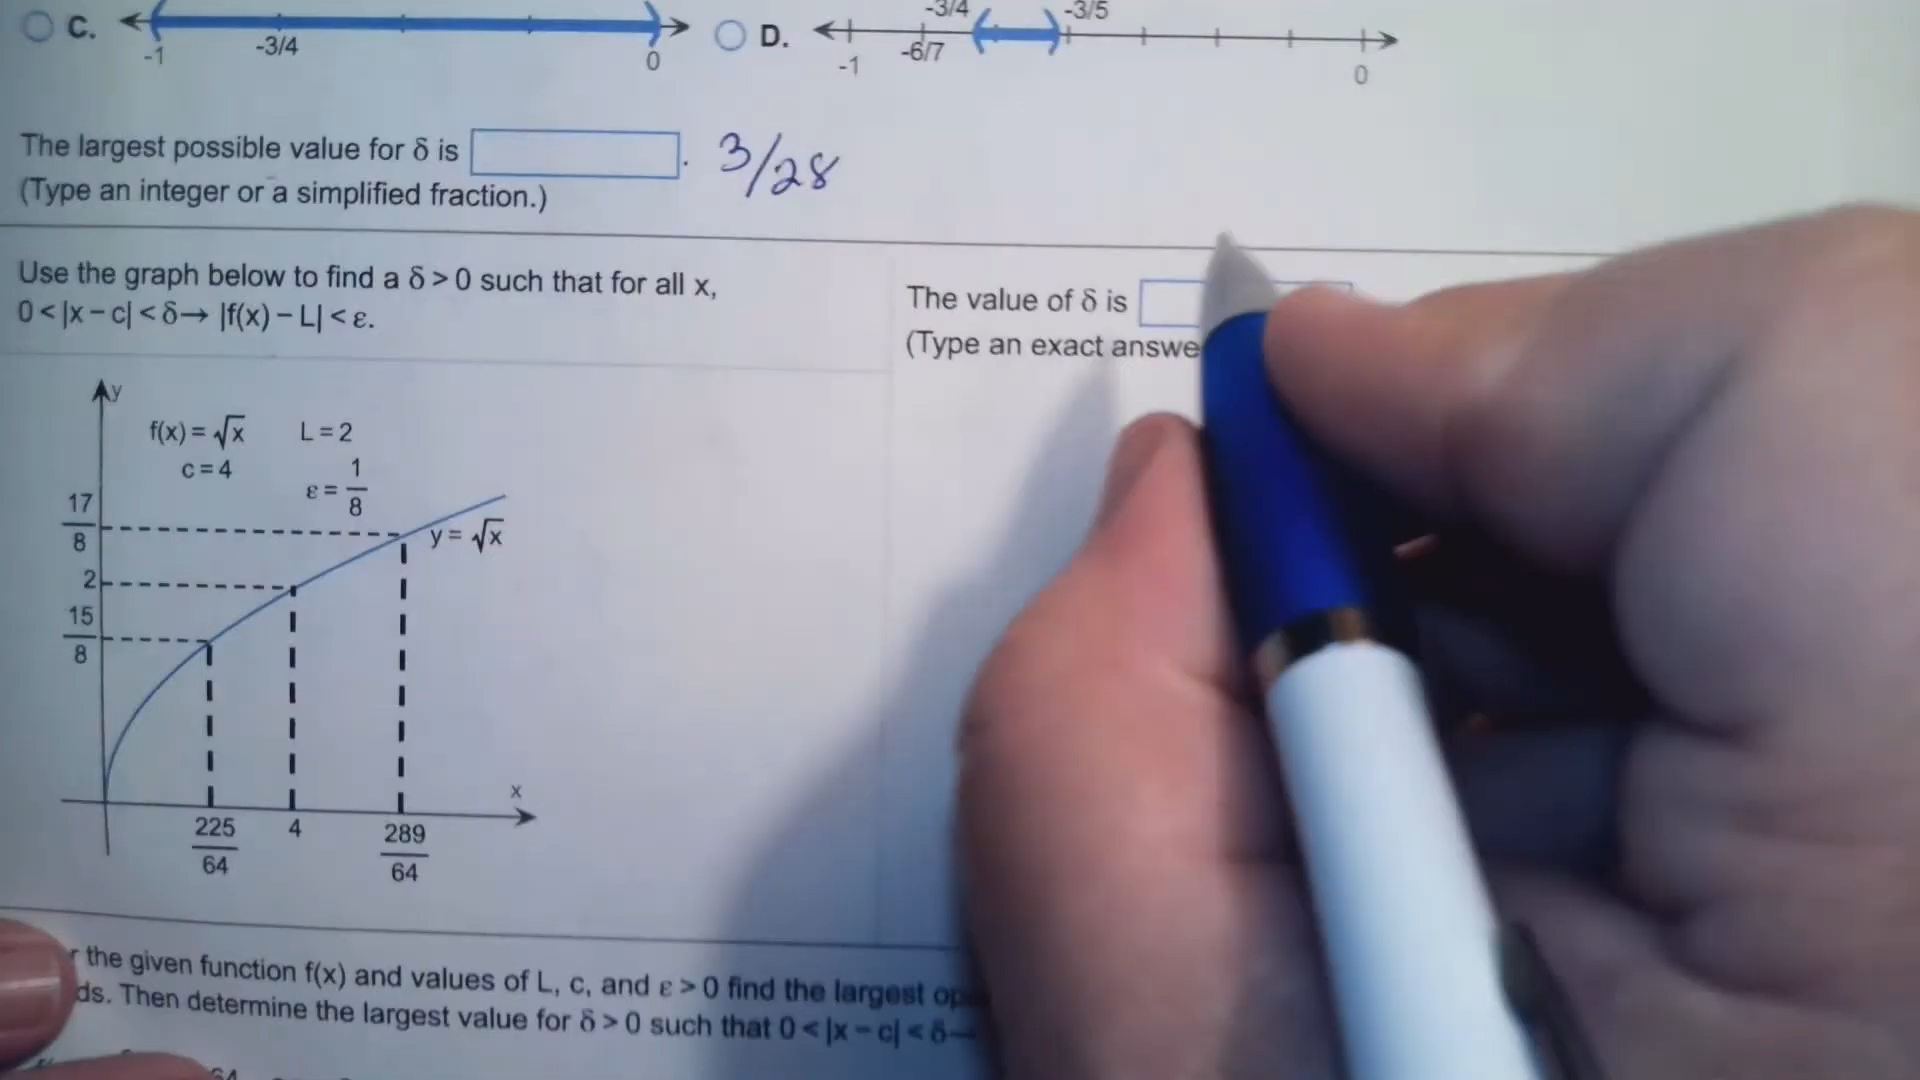 C. -1 -3/4 0 D. -1 -6/7 -3/4 -3/5 0
The largest possible value for δ is . 3/28
(Type an integer or a simplified fraction.)
Use the graph below to find a δ > 0 such that for all x,
0 < |x − c| < δ → |f(x) − L| < ε.
The value of δ is
(Type an exact answe
y
f(x) = √x L = 2
c = 4 ε = 1/8
17/8
y = √x
2
15/8
x
225/64 4 289/64
the given function f(x) and values of L, c, and ε > 0 find the largest op
ds. Then determine the largest value for δ > 0 such that 0 < |x − c| < δ →